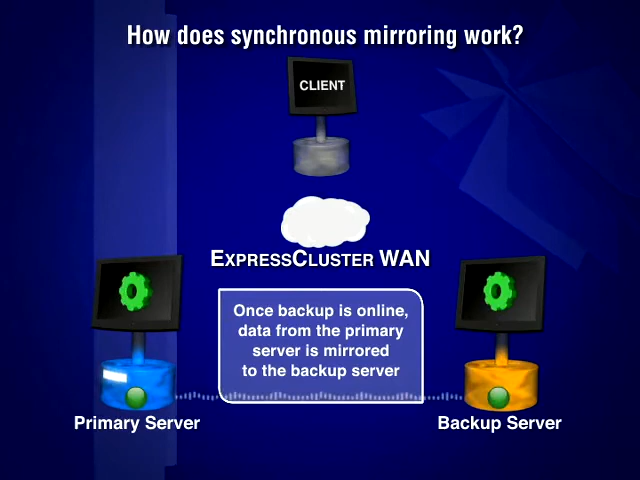 How does synchronous mirroring work?
CLIENT
EXPRESSCLUSTER WAN
Once backup is online,
data from the primary
server is mirrored
to the backup server
Primary Server
Backup Server